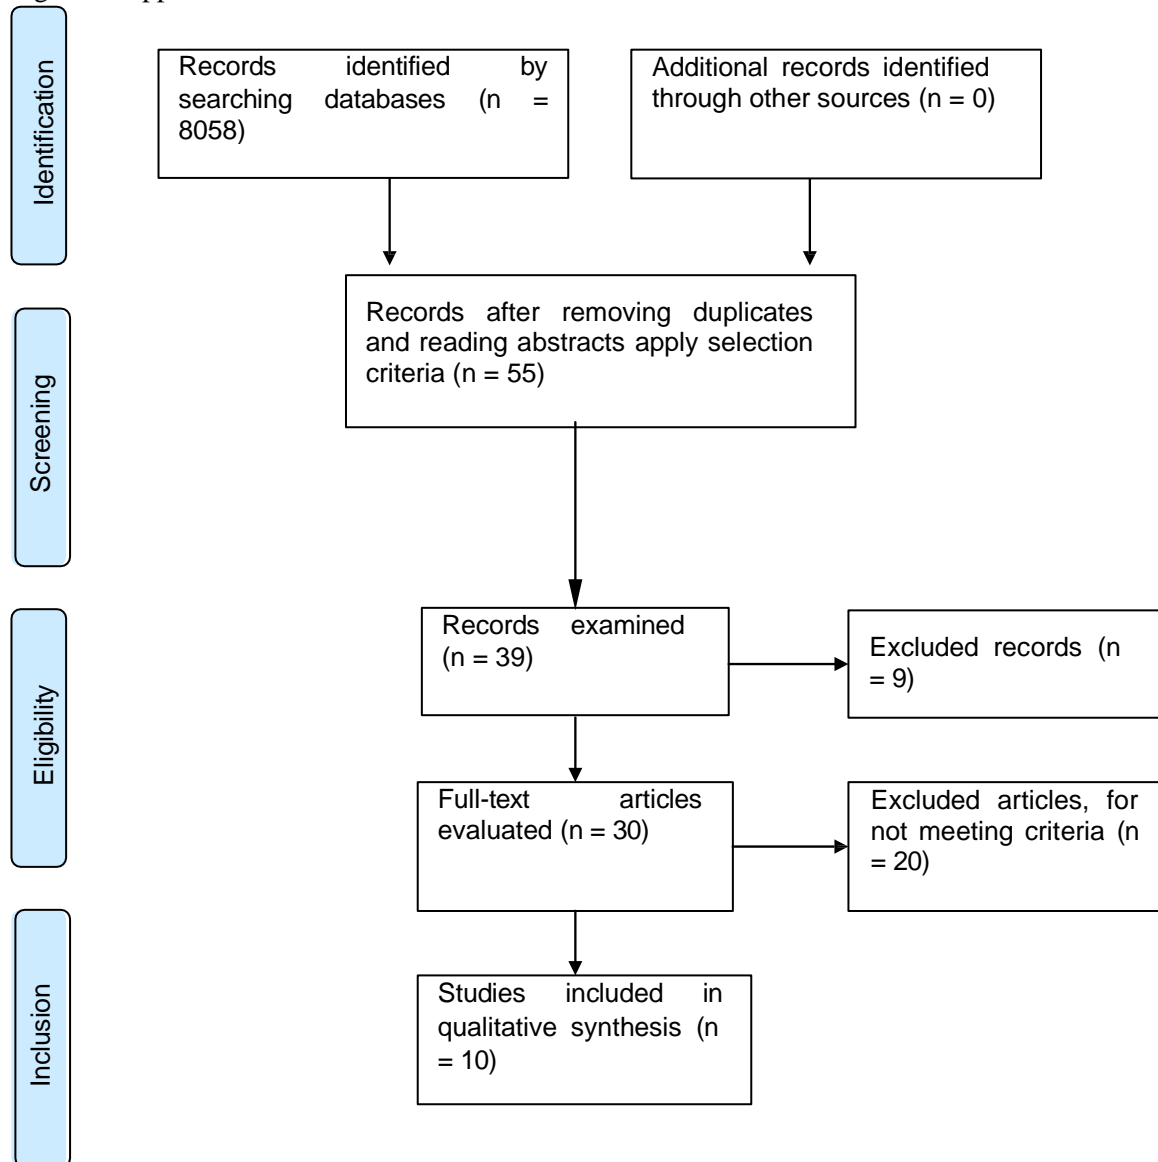 Identification
Records identified by
searching databases (n =
8058)
Additional records identified
through other sources (n = 0)
Screening
Records after removing duplicates
and reading abstracts apply selection
criteria (n = 55)
Eligibility
Records examined
(n = 39)
Excluded records (n
= 9)
Full-text articles
evaluated (n = 30)
Excluded articles, for
not meeting criteria (n
= 20)
Inclusion
Studies included in
qualitative synthesis (n
= 10)